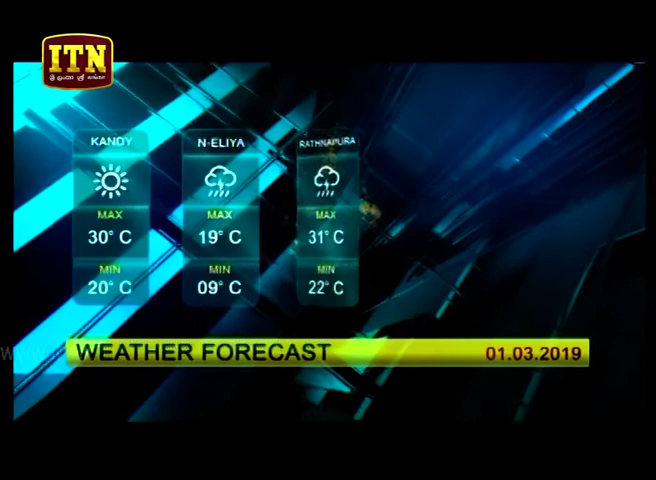 ITN
ශ්‍රී ලංකා ஸ்ரீ லங்கா
KANDY
MAX
30° C
MIN
20° C
N-ELIYA
MAX
19° C
MIN
09° C
RATHNAPURA
MAX
31° C
MIN
22° C
WEATHER FORECAST 01.03.2019